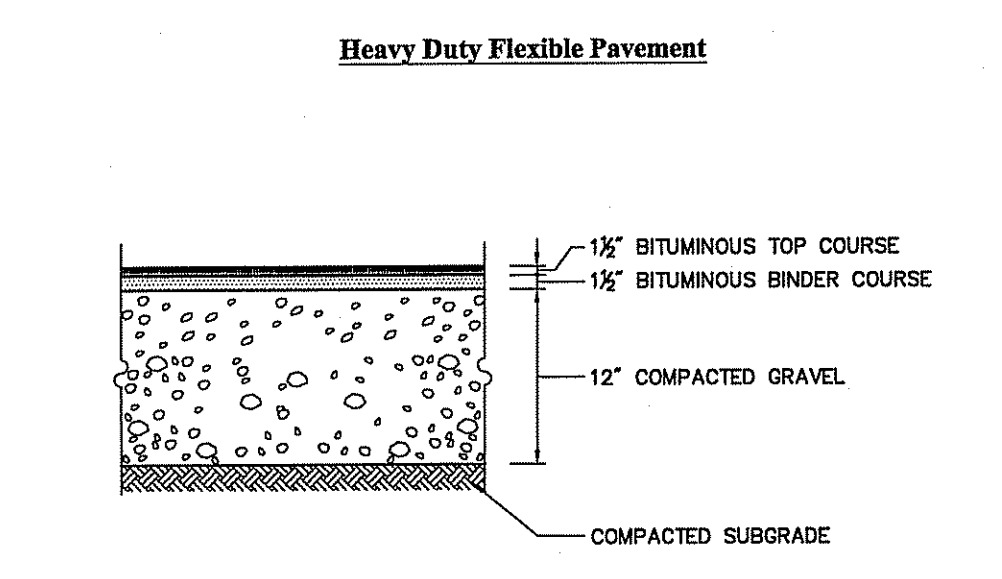 Heavy Duty Flexible Pavement
1½" BITUMINOUS TOP COURSE
1½" BITUMINOUS BINDER COURSE
12" COMPACTED GRAVEL
COMPACTED SUBGRADE